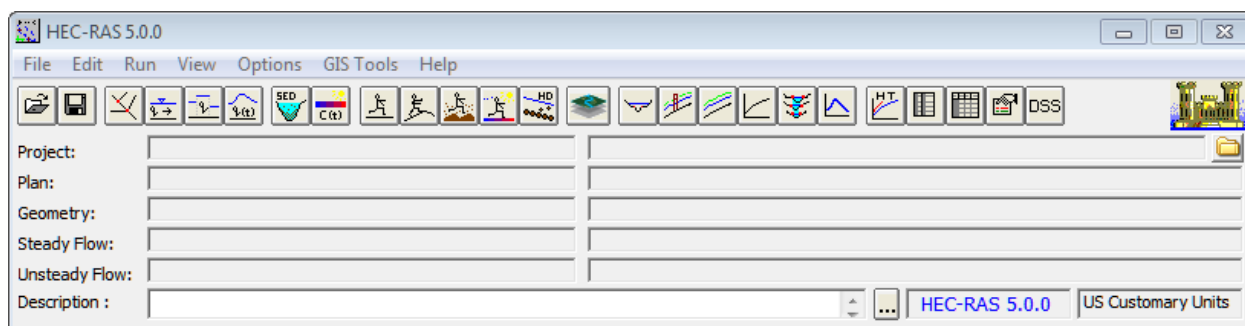 HEC-RAS 5.0.0
File Edit Run View Options GIS Tools Help
SED C(t) HD HT DSS
Project:
Plan:
Geometry:
Steady Flow:
Unsteady Flow:
Description : ... HEC-RAS 5.0.0 US Customary Units